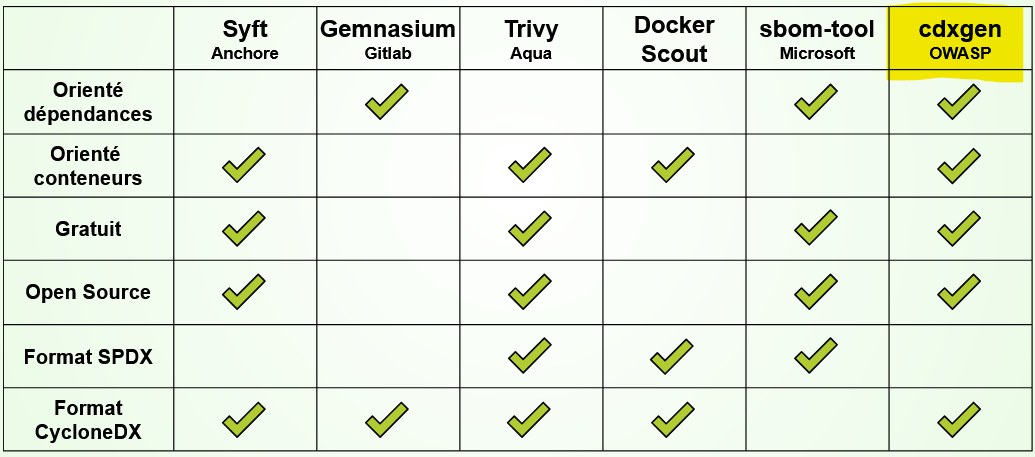 Syft
Anchore
Gemnasium
Gitlab
Trivy
Aqua
Docker
Scout
sbom-tool
Microsoft
cdxgen
OWASP
Orienté
dépendances
Orienté
conteneurs
Gratuit
Open Source
Format SPDX
Format
CycloneDX